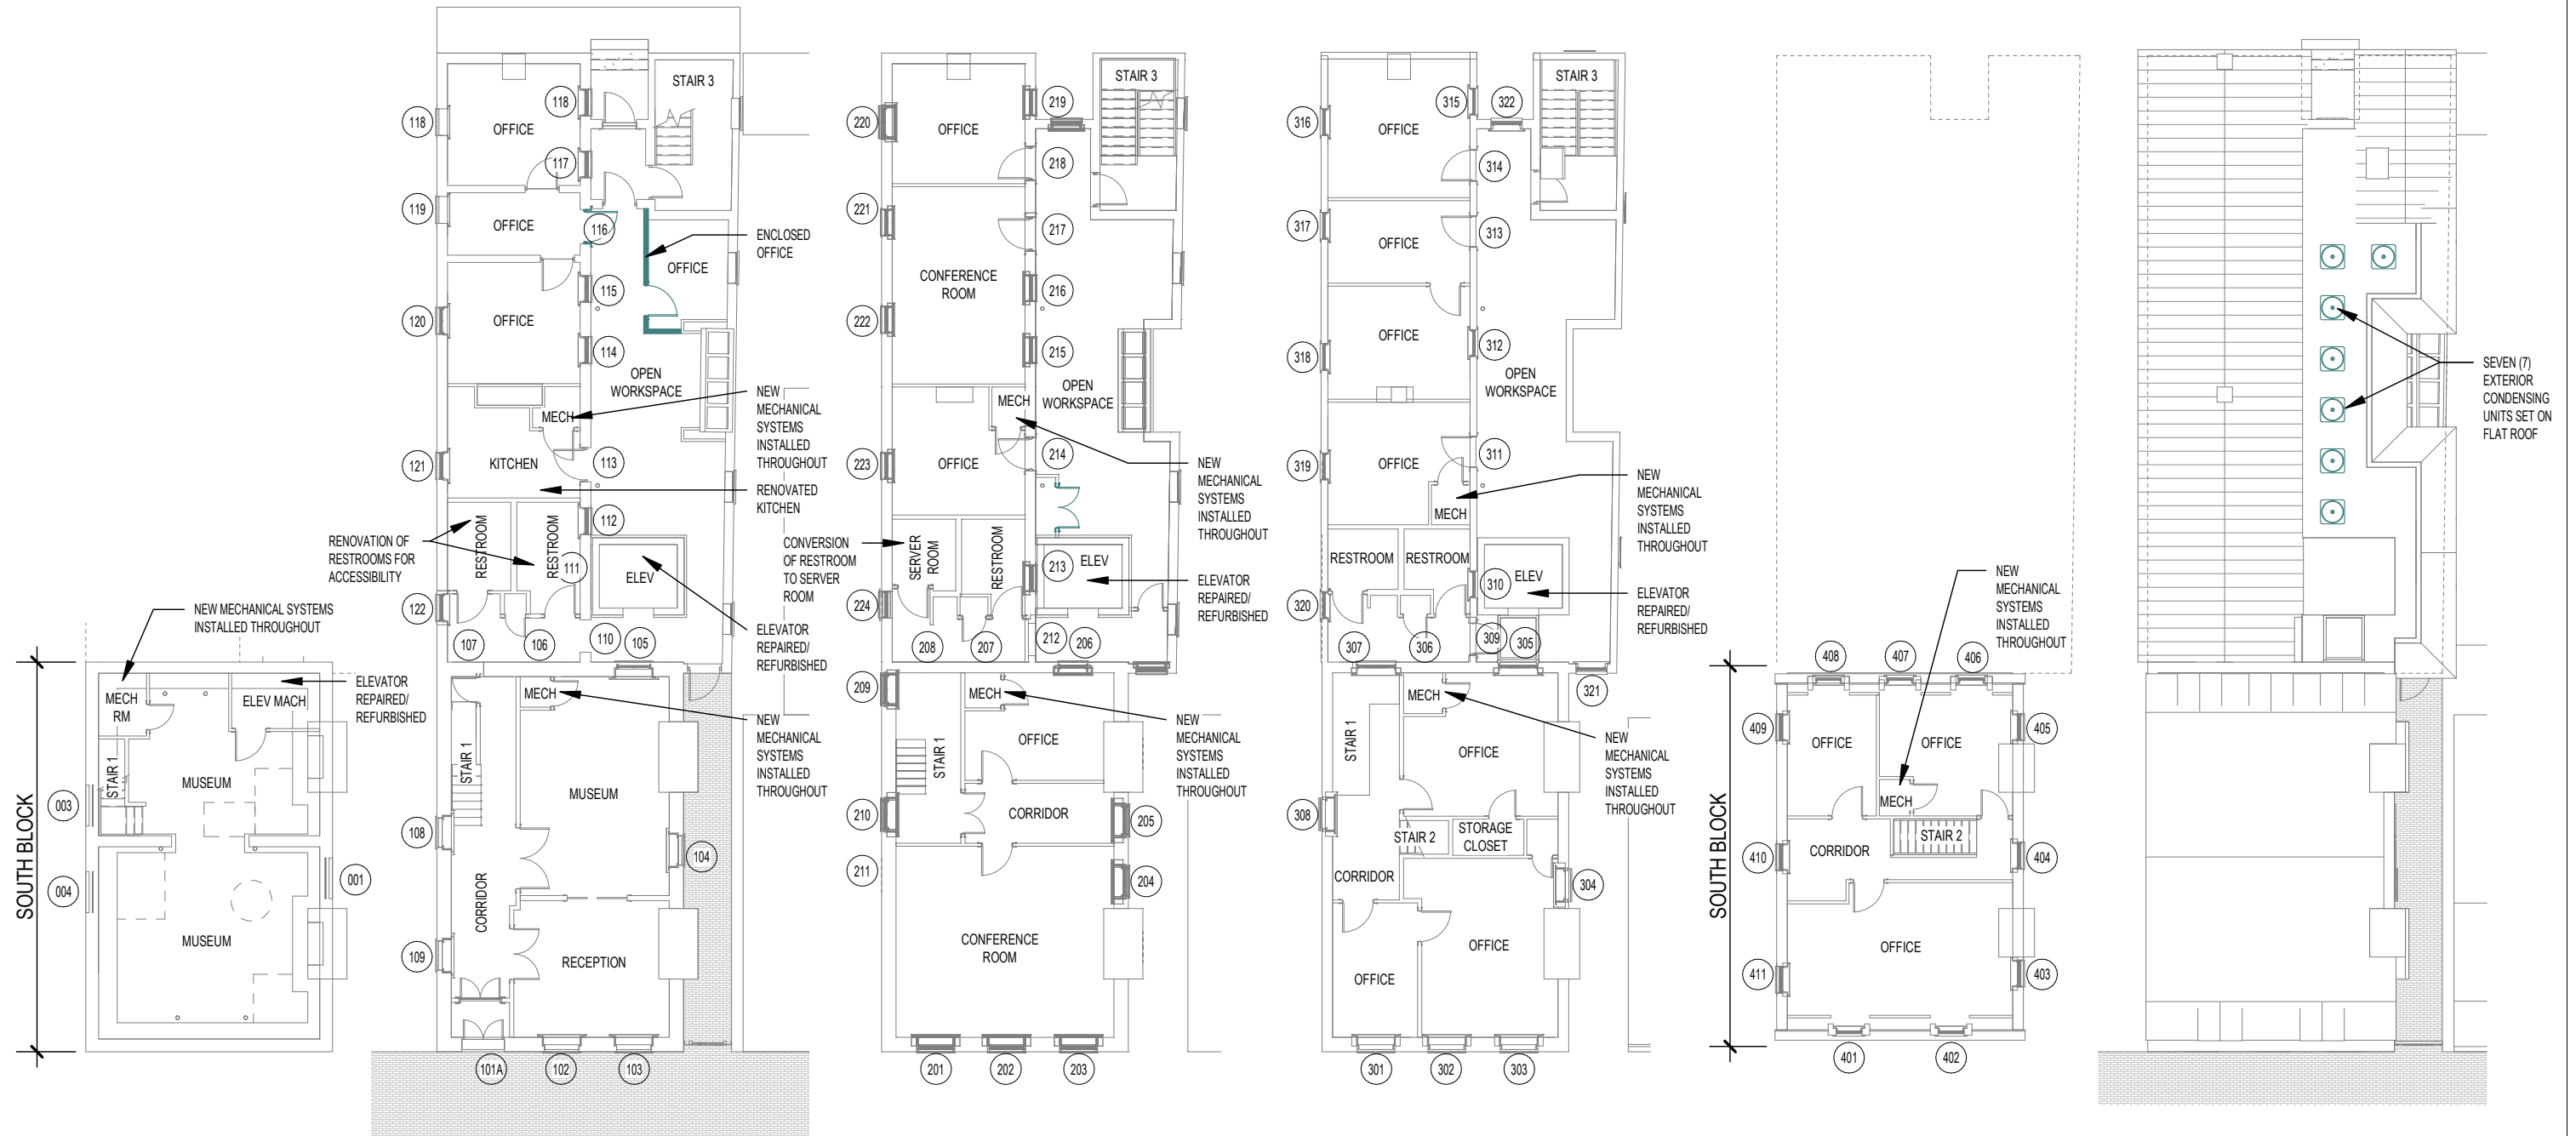 SOUTH BLOCK
NEW MECHANICAL SYSTEMS
INSTALLED THROUGHOUT
MECH
RM
ELEV MACH
ELEVATOR
REPAIRED/
REFURBISHED
STAIR 1
MUSEUM
MUSEUM
003
004
001
STAIR 3
118
118
OFFICE
117
119
OFFICE
116
ENCLOSED
OFFICE
OFFICE
115
120
OFFICE
114
OPEN
WORKSPACE
NEW
MECHANICAL
SYSTEMS
INSTALLED
THROUGHOUT
MECH
121
KITCHEN
113
RENOVATED
KITCHEN
RESTROOM
RESTROOM
112
RENOVATION OF
RESTROOMS FOR
ACCESSIBILITY
111
ELEV
122
107
106
110
105
ELEVATOR
REPAIRED/
REFURBISHED
MECH
NEW
MECHANICAL
SYSTEMS
INSTALLED
THROUGHOUT
STAIR 1
MUSEUM
108
104
CORRIDOR
109
RECEPTION
101A
102
103
STAIR 3
219
220
OFFICE
218
221
217
CONFERENCE
ROOM
216
222
215
OPEN
WORKSPACE
MECH
223
OFFICE
214
NEW
MECHANICAL
SYSTEMS
INSTALLED
THROUGHOUT
CONVERSION
OF RESTROOM
TO SERVER
ROOM
SERVER
ROOM
RESTROOM
213
ELEV
ELEVATOR
REPAIRED/
REFURBISHED
224
208
207
212
206
209
MECH
NEW
MECHANICAL
SYSTEMS
INSTALLED
THROUGHOUT
STAIR 1
OFFICE
210
CORRIDOR
205
211
204
CONFERENCE
ROOM
201
202
203
STAIR 3
315
322
316
OFFICE
314
317
OFFICE
313
318
OFFICE
312
OPEN
WORKSPACE
319
OFFICE
311
MECH
NEW
MECHANICAL
SYSTEMS
INSTALLED
THROUGHOUT
RESTROOM
RESTROOM
310
ELEV
ELEVATOR
REPAIRED/
REFURBISHED
320
307
306
309
305
321
MECH
NEW
MECHANICAL
SYSTEMS
INSTALLED
THROUGHOUT
STAIR 1
OFFICE
308
STAIR 2
STORAGE
CLOSET
CORRIDOR
304
OFFICE
OFFICE
301
302
303
SOUTH BLOCK
NEW
MECHANICAL
SYSTEMS
INSTALLED
THROUGHOUT
408
407
406
409
OFFICE
OFFICE
405
MECH
STAIR 2
410
CORRIDOR
404
OFFICE
411
403
401
402
SEVEN (7)
EXTERIOR
CONDENSING
UNITS SET ON
FLAT ROOF